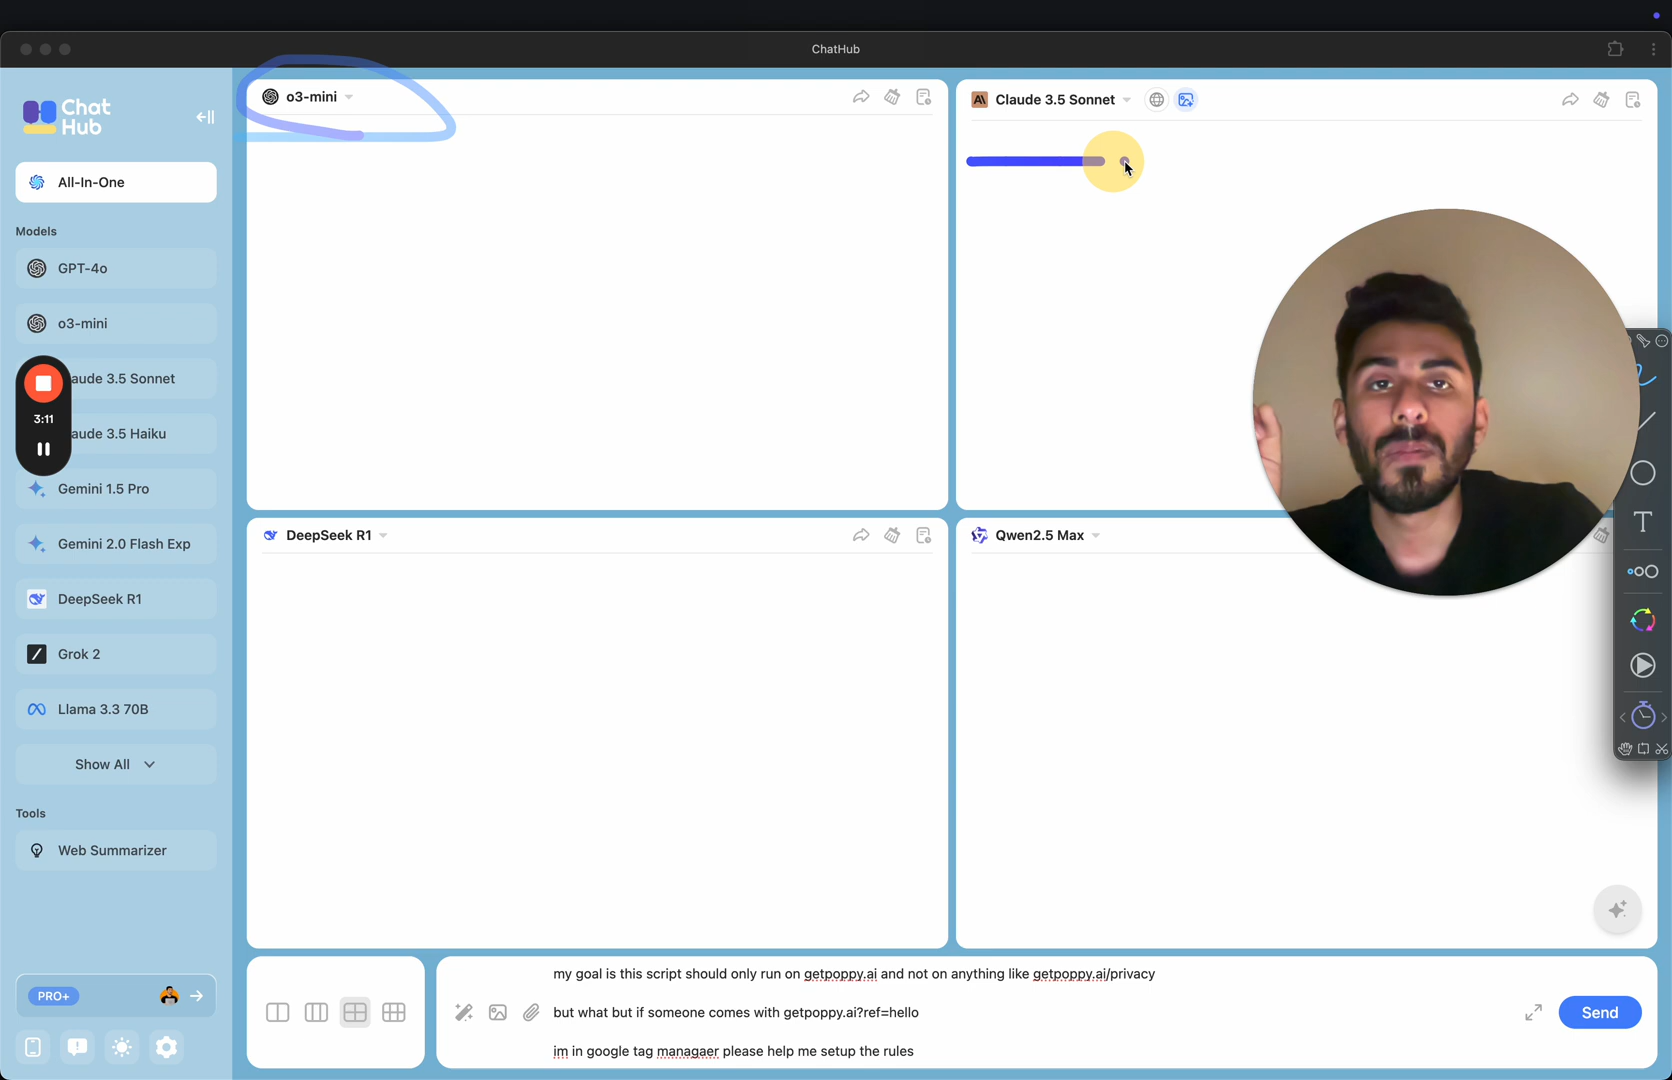 ChatHub
Chat
Hub
All-In-One
Models
GPT-4o
o3-mini
aude 3.5 Sonnet
3:11
aude 3.5 Haiku
Gemini 1.5 Pro
Gemini 2.0 Flash Exp
DeepSeek R1
Grok 2
Llama 3.3 70B
Show All
Tools
Web Summarizer
PRO+
o3-mini
Claude 3.5 Sonnet
DeepSeek R1
Qwen2.5 Max
T
my goal is this script should only run on getpoppy.ai and not on anything like getpoppy.ai/privacy
but what but if someone comes with getpoppy.ai?ref=hello
im in google tag managaer please help me setup the rules
Send